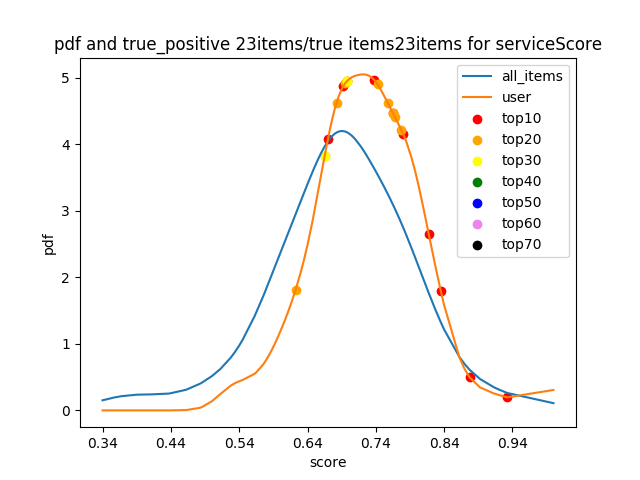 pdf and true_positive 23items/true items23items for serviceScore
all_items
user
top10
top20
top30
top40
top50
top60
top70
5
4
3
2
1
0
pdf
0.34 0.44 0.54 0.64 0.74 0.84 0.94
score